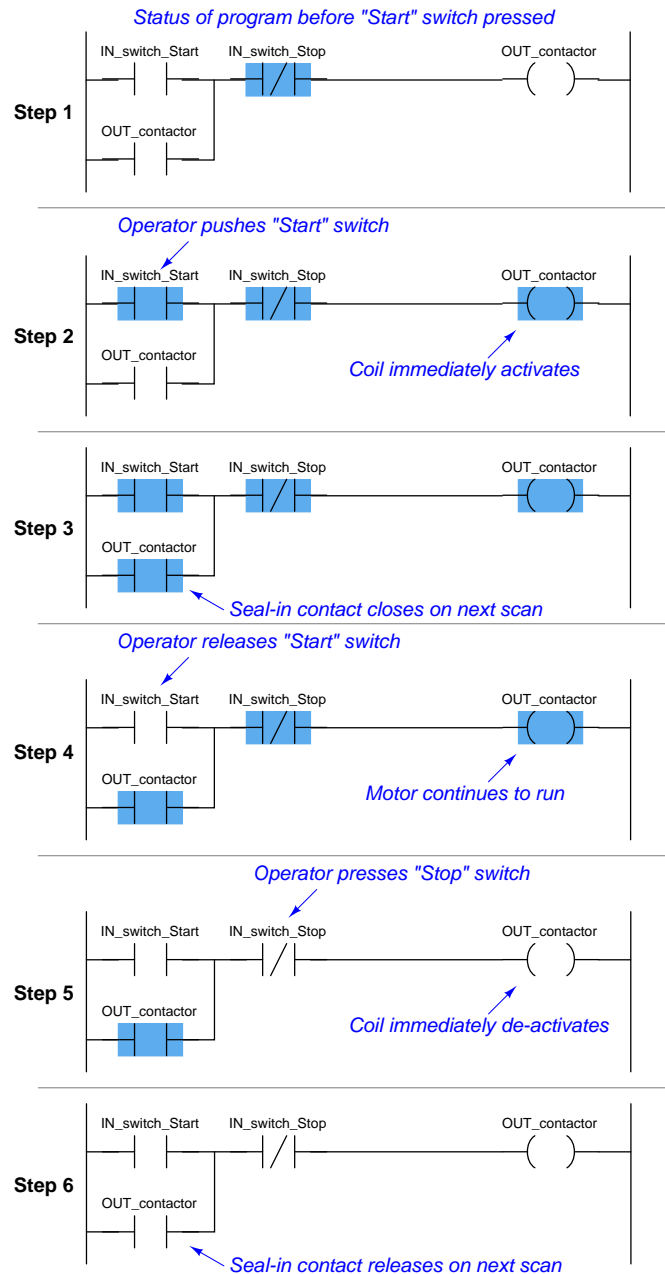 Status of program before "Start" switch pressed
IN_switch_Start IN_switch_Stop OUT_contactor
Step 1
OUT_contactor
Operator pushes "Start" switch
IN_switch_Start IN_switch_Stop OUT_contactor
Step 2
OUT_contactor
Coil immediately activates
IN_switch_Start IN_switch_Stop OUT_contactor
Step 3
OUT_contactor
Seal-in contact closes on next scan
Operator releases "Start" switch
IN_switch_Start IN_switch_Stop OUT_contactor
Step 4
OUT_contactor
Motor continues to run
Operator presses "Stop" switch
IN_switch_Start IN_switch_Stop OUT_contactor
Step 5
OUT_contactor
Coil immediately de-activates
IN_switch_Start IN_switch_Stop OUT_contactor
Step 6
OUT_contactor
Seal-in contact releases on next scan